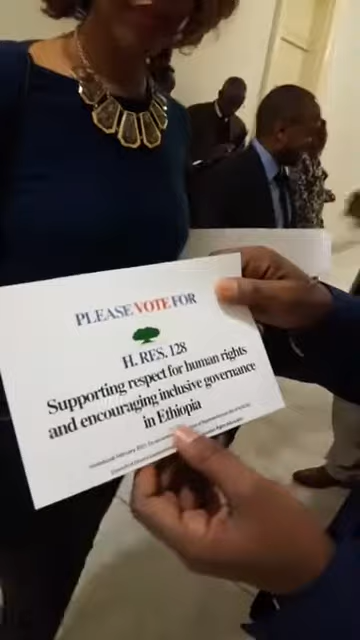 PLEASE VOTE FOR
H. RES. 128
Supporting respect for human rights
and encouraging inclusive governance
in Ethiopia